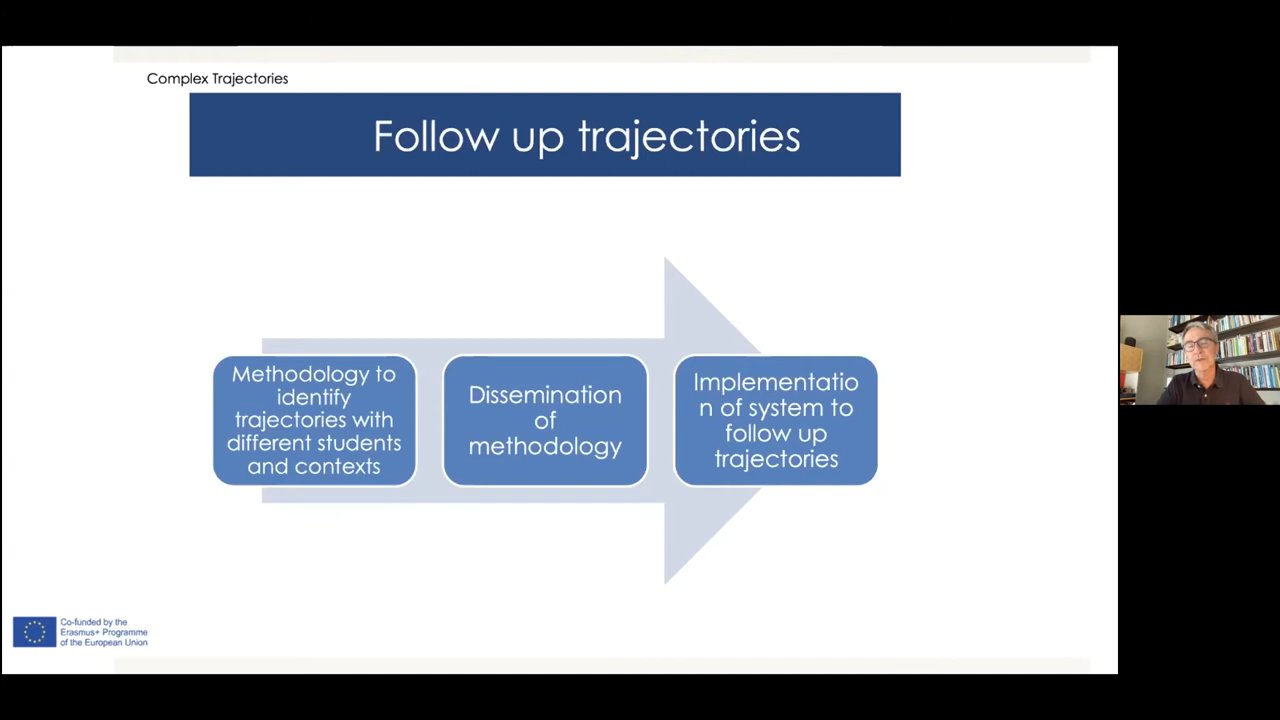 Complex Trajectories
Follow up trajectories
Methodology to
identify
trajectories with
different students
and contexts
Dissemination
of
methodology
Implementatio
n of system to
follow up
trajectories
Co-funded by the
Erasmus+ Programme
of the European Union